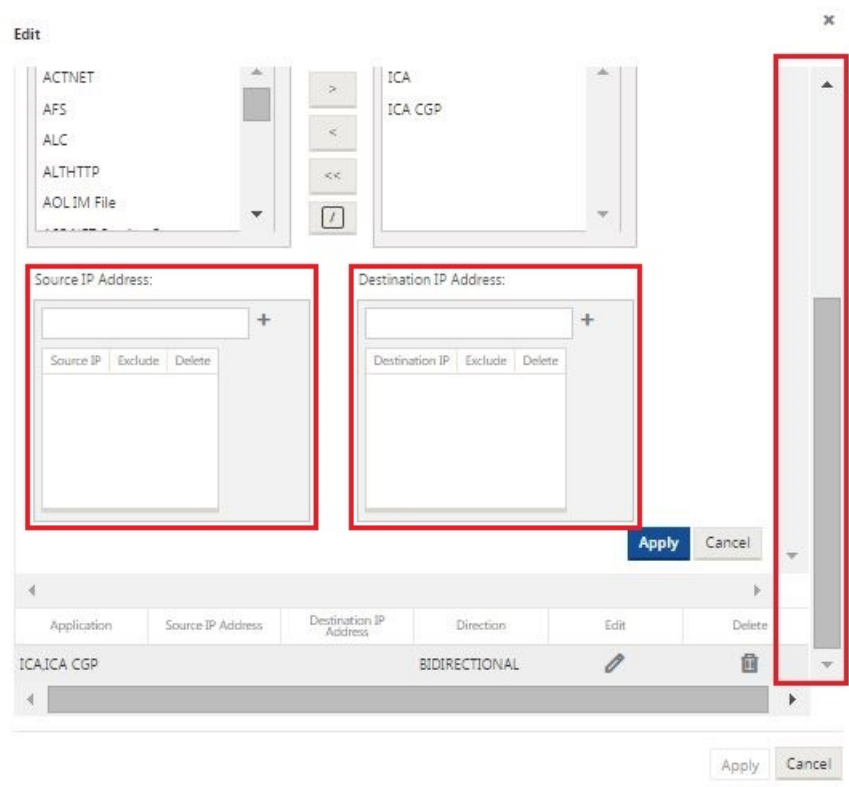 Edit
×
ACTNET
AFS
ALC
ALTHTTP
AOL IM File
>
<
<<
/
ICA
ICA CGP
Source IP Address:
+
Source IP Exclude Delete
Destination IP Address:
+
Destination IP Exclude Delete
Apply Cancel
Application Source IP Address Destination IP Address Direction Edit Delete
ICA,ICA CGP BIDIRECTIONAL
Apply Cancel